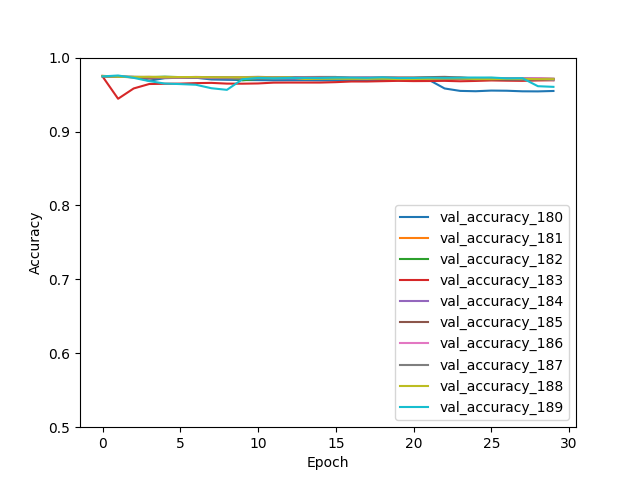 1.0
0.9
0.8
0.7
0.6
0.5
Accuracy
0
5
10
15
20
25
30
Epoch
val_accuracy_180
val_accuracy_181
val_accuracy_182
val_accuracy_183
val_accuracy_184
val_accuracy_185
val_accuracy_186
val_accuracy_187
val_accuracy_188
val_accuracy_189